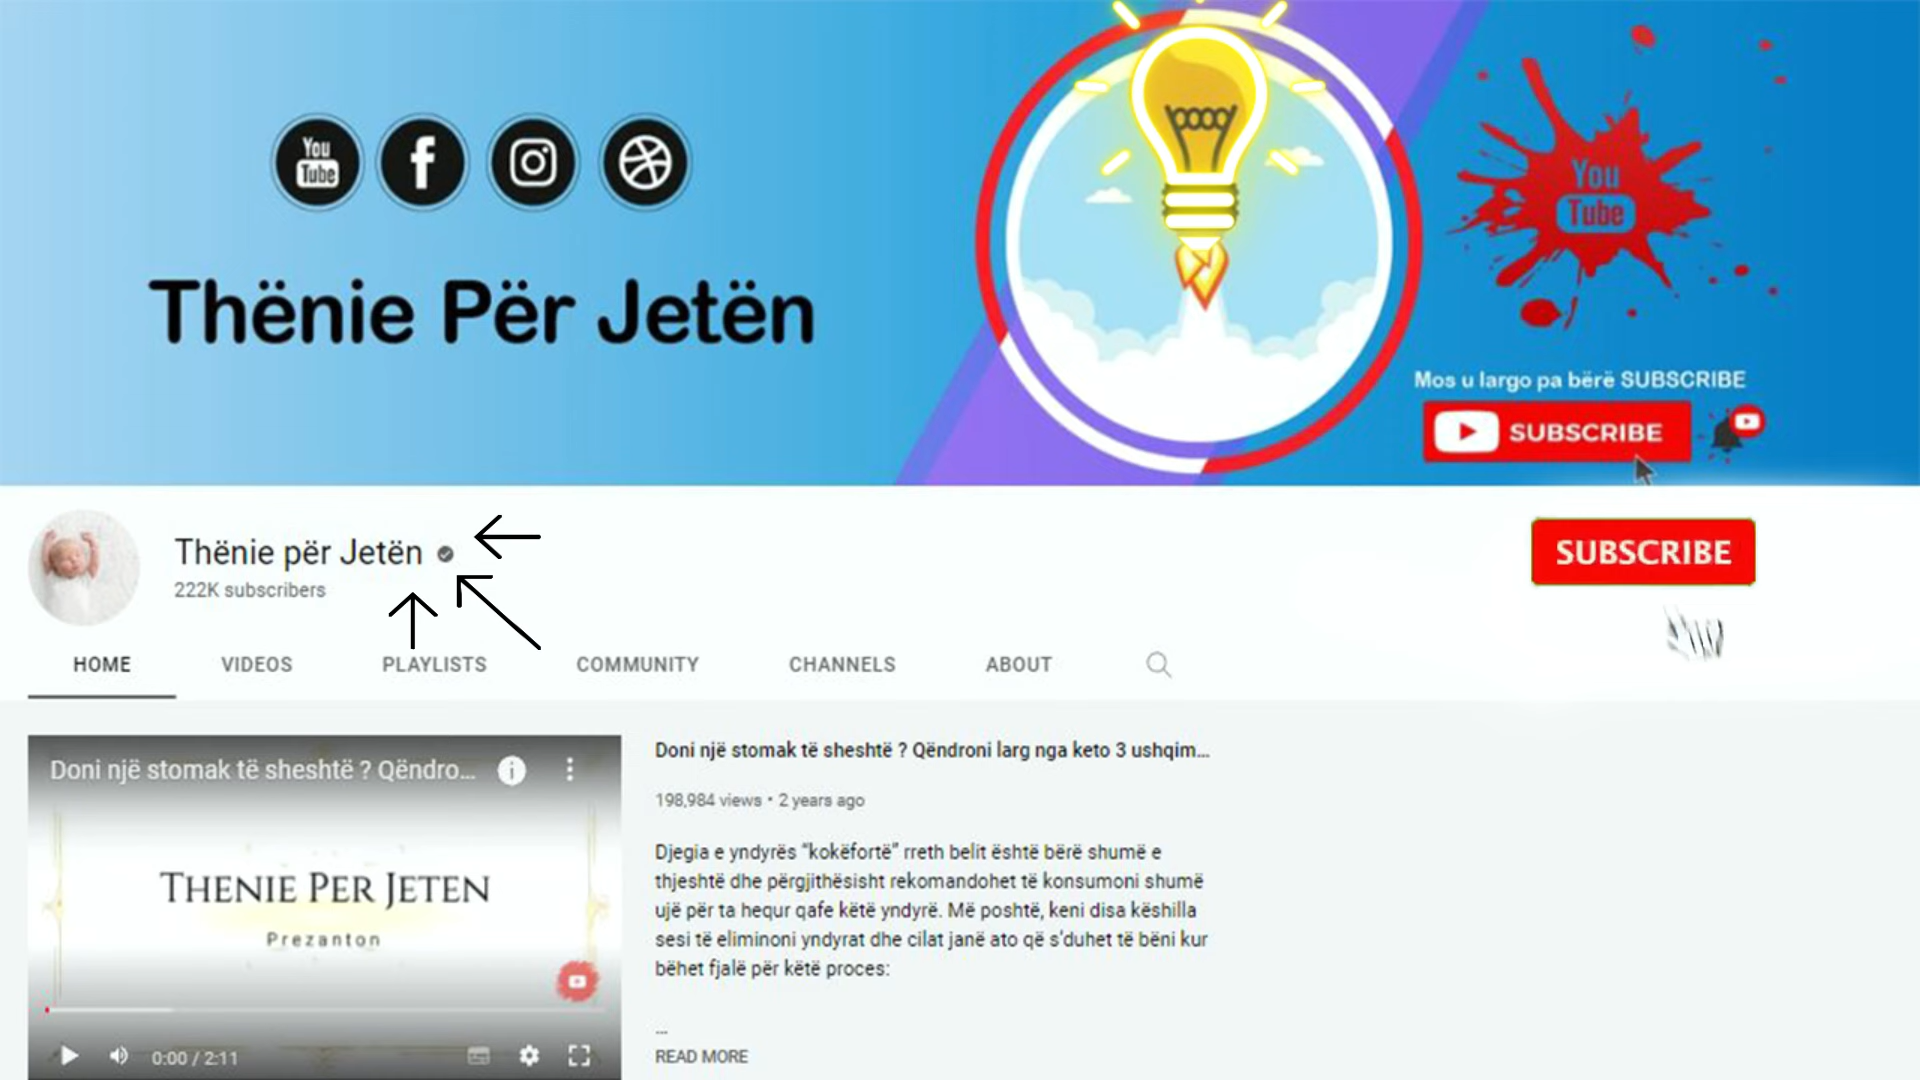 You
Tube
Thënie Për Jetën
You
Tube
Mos u largo pa bërë SUBSCRIBE
SUBSCRIBE
Thënie për Jetën
222K subscribers
SUBSCRIBE
HOME VIDEOS PLAYLISTS COMMUNITY CHANNELS ABOUT
Doni një stomak të sheshtë ? Qëndro...
THENIE PER JETEN
Prezanton
0:00 / 2:11
Doni një stomak të sheshtë ? Qëndroni larg nga keto 3 ushqim...
198,984 views • 2 years ago
Djegia e yndyrës “kokëfortë” rreth belit është bërë shumë e
thjeshtë dhe përgjithësisht rekomandohet të konsumoni shumë
ujë për ta hequr qafe këtë yndyrë. Më poshtë, keni disa këshilla
sesi të eliminoni yndyrat dhe cilat janë ato që s'duhet të bëni kur
bëhet fjalë për këtë proces:
...
READ MORE